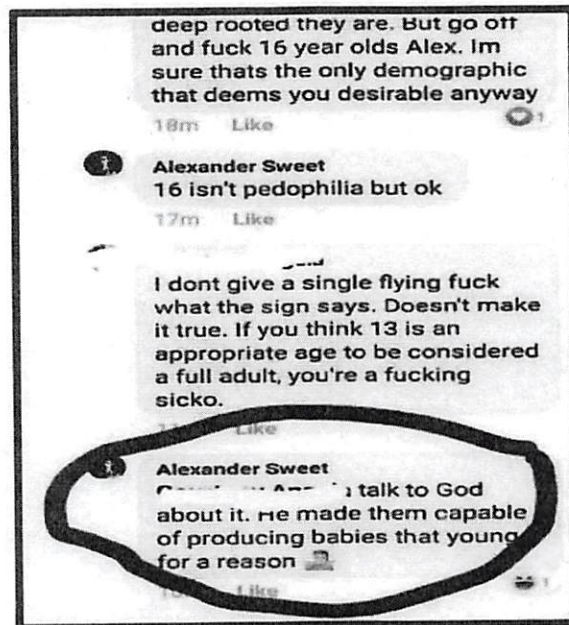 deep rooted they are. But go off
and fuck 16 year olds Alex. Im
sure thats the only demographic
that deems you desirable anyway
18m Like 1
Alexander Sweet
16 isn't pedophilia but ok
17m Like
I dont give a single flying fuck
what the sign says. Doesn't make
it true. If you think 13 is an
appropriate age to be considered
a full adult, you're a fucking
sicko.
Like
Alexander Sweet
talk to God
about it. He made them capable
of producing babies that young
for a reason
Like 1